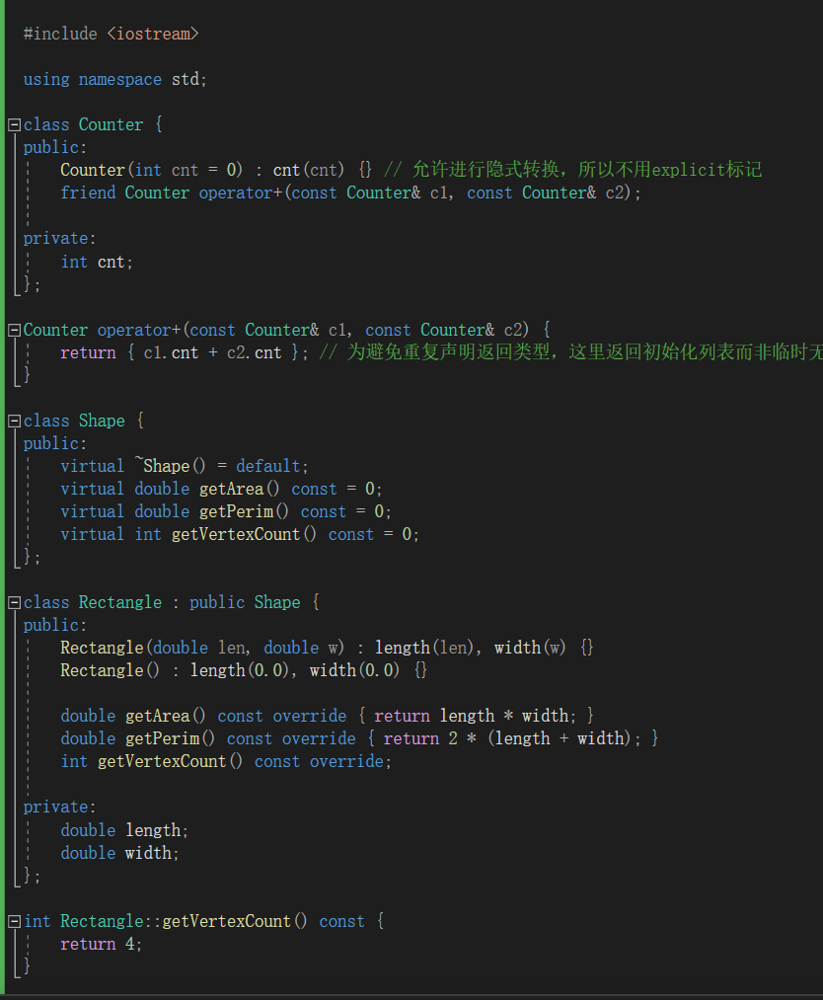 #include <iostream>
using namespace std;
class Counter {
public:
Counter(int cnt = 0) : cnt(cnt) {} // 允许进行隐式转换，所以不用explicit标记
friend Counter operator+(const Counter& c1, const Counter& c2);
private:
int cnt;
};
Counter operator+(const Counter& c1, const Counter& c2) {
return { c1.cnt + c2.cnt }; // 为避免重复声明返回类型，这里返回初始化列表而非临时无
}
class Shape {
public:
virtual ~Shape() = default;
virtual double getArea() const = 0;
virtual double getPerim() const = 0;
virtual int getVertexCount() const = 0;
};
class Rectangle : public Shape {
public:
Rectangle(double len, double w) : length(len), width(w) {}
Rectangle() : length(0.0), width(0.0) {}
double getArea() const override { return length * width; }
double getPerim() const override { return 2 * (length + width); }
int getVertexCount() const override;
private:
double length;
double width;
};
int Rectangle::getVertexCount() const {
return 4;
}